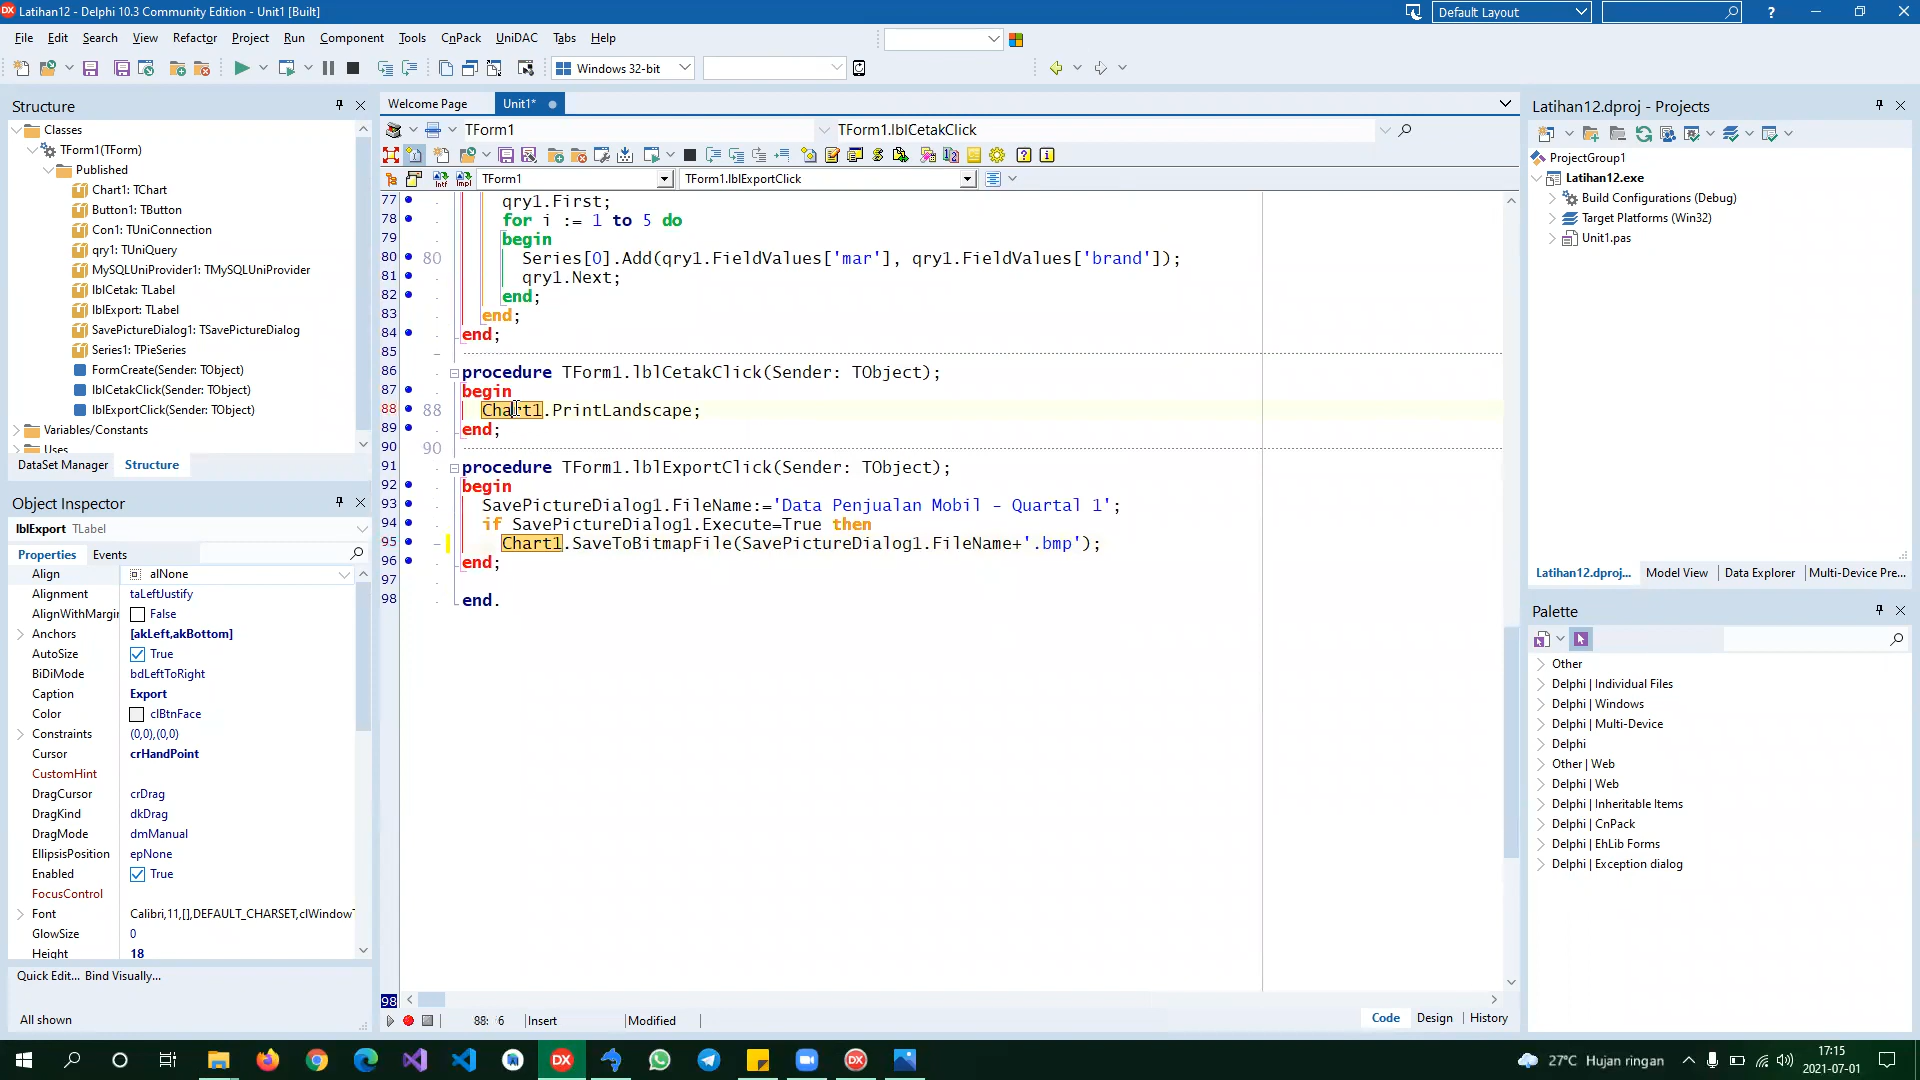 Latihan12 - Delphi 10.3 Community Edition - Unit1 [Built]
Default Layout
File Edit Search View Refactor Project Run Component Tools CnPack UniDAC Tabs Help
Windows 32-bit
Structure
Classes
TForm1(TForm)
Published
Chart1: TChart
Button1: TButton
Con1: TUniConnection
qry1: TUniQuery
MySQLUniProvider1: TMySQLUniProvider
lblCetak: TLabel
lblExport: TLabel
SavePictureDialog1: TSavePictureDialog
Series1: TPieSeries
FormCreate(Sender: TObject)
lblCetakClick(Sender: TObject)
lblExportClick(Sender: TObject)
Variables/Constants
Uses
DataSet Manager Structure
Object Inspector
lblExport TLabel
Properties Events
Align alNone
Alignment taLeftJustify
AlignWithMargir False
Anchors [akLeft,akBottom]
AutoSize True
BiDiMode bdLeftToRight
Caption Export
Color clBtnFace
Constraints (0,0),(0,0)
Cursor crHandPoint
CustomHint
DragCursor crDrag
DragKind dkDrag
DragMode dmManual
EllipsisPosition epNone
Enabled True
FocusControl
Font Calibri,11,[],DEFAULT_CHARSET,clWindow
GlowSize 0
Height 18
Quick Edit... Bind Visually...
All shown
Welcome Page Unit1*
TForm1 TForm1.lblCetakClick
TForm1 TForm1.lblExportClick
77 qry1.First;
78 for i := 1 to 5 do
79 begin
80 80 Series[0].Add(qry1.FieldValues['mar'], qry1.FieldValues['brand']);
81 qry1.Next;
82 end;
83 end;
84 end;
85
86 procedure TForm1.lblCetakClick(Sender: TObject);
87 begin
88 88 Chart1.PrintLandscape;
89 end;
90 90
91 procedure TForm1.lblExportClick(Sender: TObject);
92 begin
93 SavePictureDialog1.FileName:='Data Penjualan Mobil - Quartal 1';
94 if SavePictureDialog1.Execute=True then
95 Chart1.SaveToBitmapFile(SavePictureDialog1.FileName+'.bmp');
96 end;
97
98 end.
98
88: 6 Insert Modified
Code Design History
Latihan12.dproj - Projects
ProjectGroup1
Latihan12.exe
Build Configurations (Debug)
Target Platforms (Win32)
Unit1.pas
Latihan12.dproj... Model View Data Explorer Multi-Device Pre...
Palette
Other
Delphi | Individual Files
Delphi | Windows
Delphi | Multi-Device
Delphi
Other | Web
Delphi | Web
Delphi | Inheritable Items
Delphi | CnPack
Delphi | EhLib Forms
Delphi | Exception dialog
27°C Hujan ringan
17:15
2021-07-01